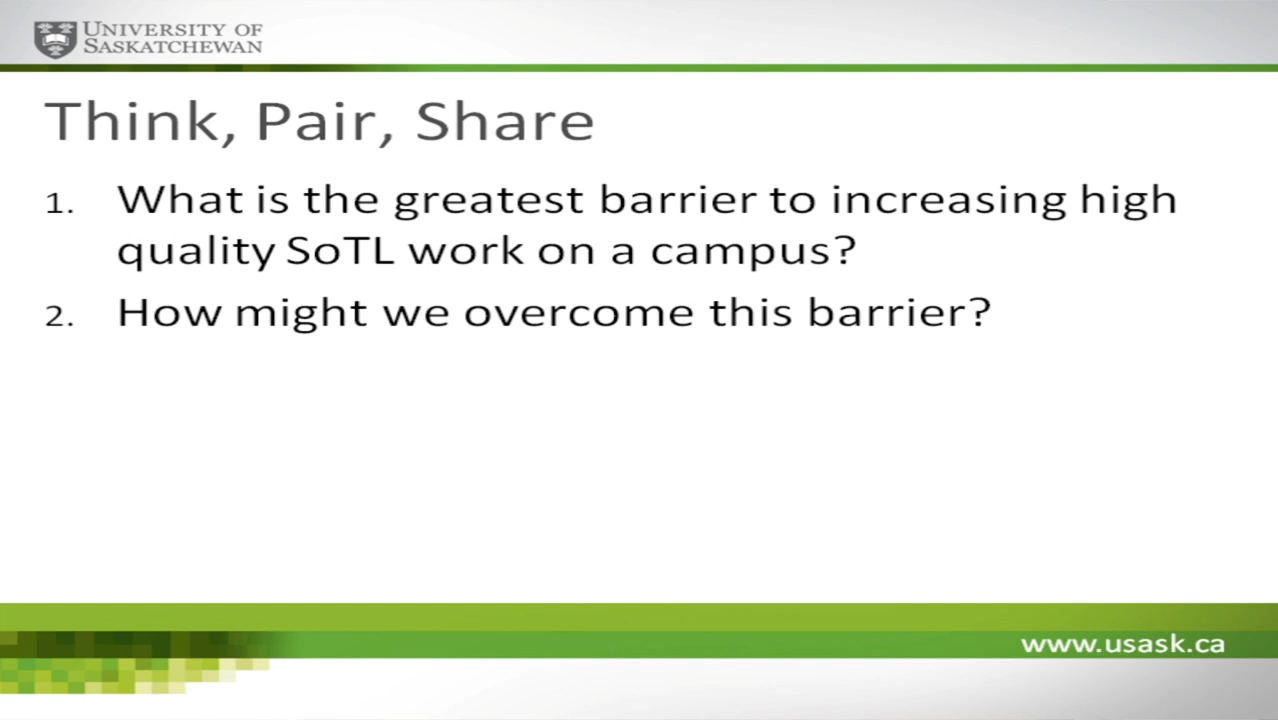 UNIVERSITY OF
SASKATCHEWAN
Think, Pair, Share
1. What is the greatest barrier to increasing high
quality SoTL work on a campus?
2. How might we overcome this barrier?
www.usask.ca